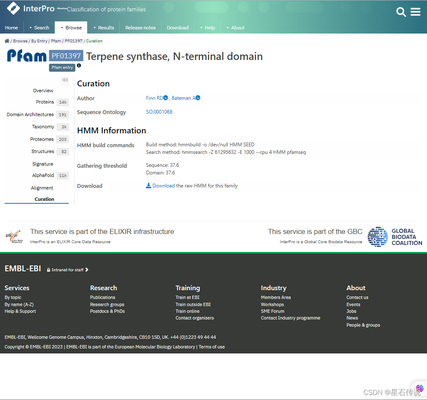 InterPro Classification of protein families
Home + Search + Browse + Results Release notes Download + Help + About
/ Browse / By Entry / Pfam / PF01397 / Curation
Pfam PF01397 Terpene synthase, N-terminal domain
Pfam entry
Overview
Proteins 14k
Domain Architectures 191
Taxonomy 3k
Proteomes 203
Structures 82
Signature
AlphaFold 11k
Alignment
Curation
Curation
Author Finn RD, Bateman A
Sequence Ontology SO:0001068
HMM Information
HMM build commands Build method: hmmbuild -o /dev/null HMM SEED
Search method: hmmsearch -Z 61295632 -E 1000 --cpu 4 HMM pfamseq
Gathering threshold Sequence: 37.6
Domain: 37.6
Download Download the raw HMM for this family
This service is part of the ELIXIR infrastructure
InterPro is an ELIXIR Core Data Resource
This service is part of the GBC
InterPro is a Global Core Biodata Resource
GLOBAL
BIODATA
COALITION
EMBL-EBI Intranet for staff
Services Research Training Industry About
By topic Publications Train at EBI Members Area Contact us
By name (A-Z) Research groups Train outside EBI Workshops Events
Help & Support Postdocs & PhDs Train online SME Forum Jobs
Contact organisers Contact Industry programme News
People & groups
EMBL-EBI, Wellcome Genome Campus, Hinxton, Cambridgeshire, CB10 1SD, UK. +44 (0)1223 49 44 44
Copyright © EMBL-EBI 2023 | EMBL-EBI is part of the European Molecular Biology Laboratory | Terms of use
CSDN @星石传说